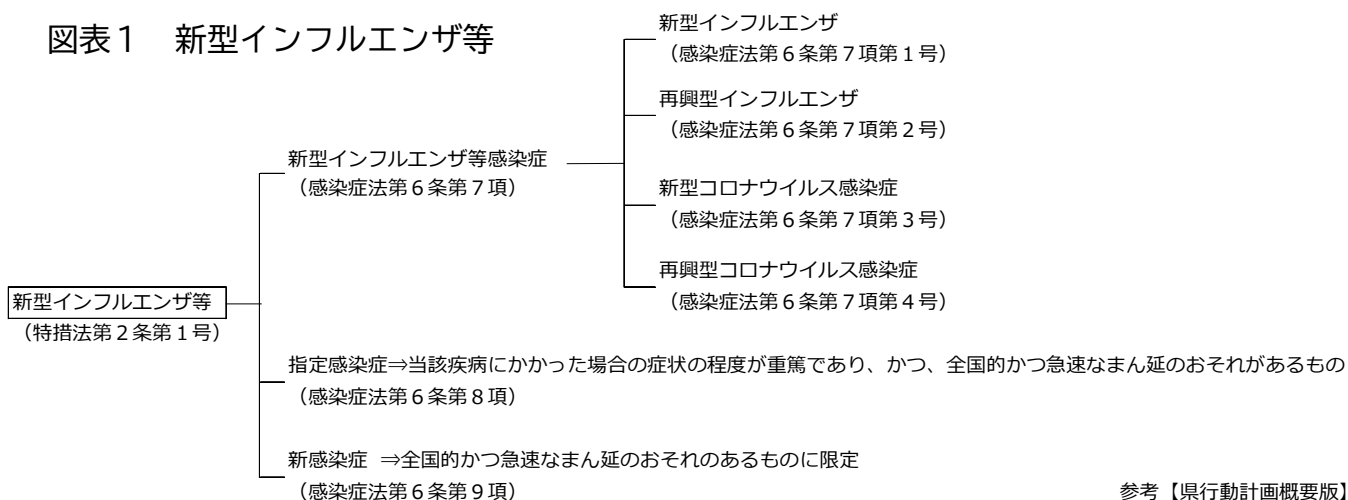 図表１　新型インフルエンザ等
新型インフルエンザ
（感染症法第６条第７項第１号）
再興型インフルエンザ
（感染症法第６条第７項第２号）
新型インフルエンザ等感染症
（感染症法第６条第７項）
新型コロナウイルス感染症
（感染症法第６条第７項第３号）
再興型コロナウイルス感染症
（感染症法第６条第７項第４号）
新型インフルエンザ等
（特措法第２条第１号）
指定感染症⇒当該疾病にかかった場合の症状の程度が重篤であり、かつ、全国的かつ急速なまん延のおそれがあるもの
（感染症法第６条第８項）
新感染症 ⇒全国的かつ急速なまん延のおそれのあるものに限定
（感染症法第６条第９項）
参考【県行動計画概要版】